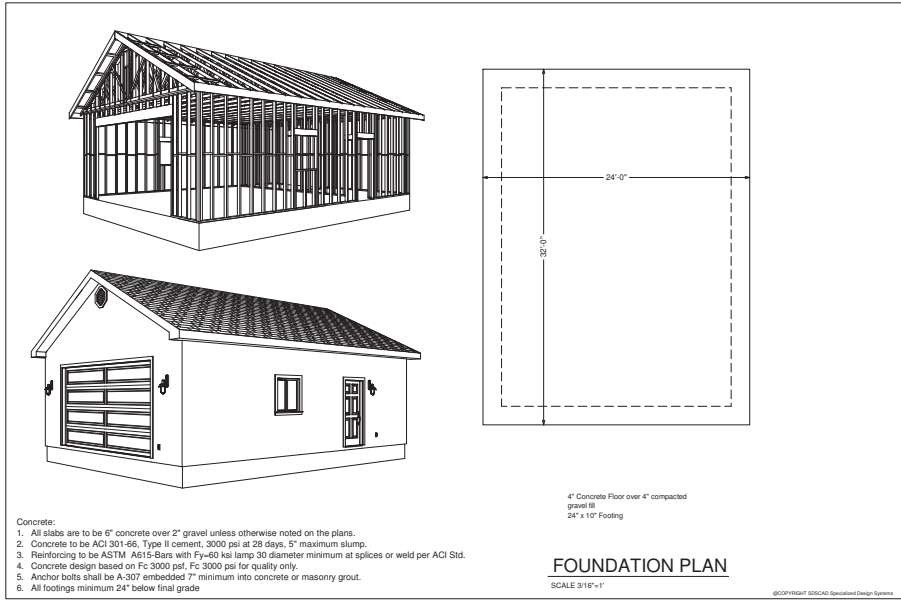 24'-0"
32'-0"
4" Concrete Floor over 4" compacted
gravel fill
24" x 10" Footing
Concrete:
1. All slabs are to be 6" concrete over 2" gravel unless otherwise noted on the plans.
2. Concrete to be ACI 301-66, Type II cement, 3000 psi at 28 days, 5" maximum slump.
3. Reinforcing to be ASTM A615-Bars with Fy=60 ksi lamp 30 diameter minimum at splices or weld per ACI Std.
4. Concrete design based on Fc 3000 psf, Fc 3000 psi for quality only.
5. Anchor bolts shall be A-307 embedded 7" minimum into concrete or masonry grout.
6. All footings minimum 24" below final grade
FOUNDATION PLAN
SCALE 3/16"=1'
@COPYRIGHT SDSCAD Specialized Design Systems